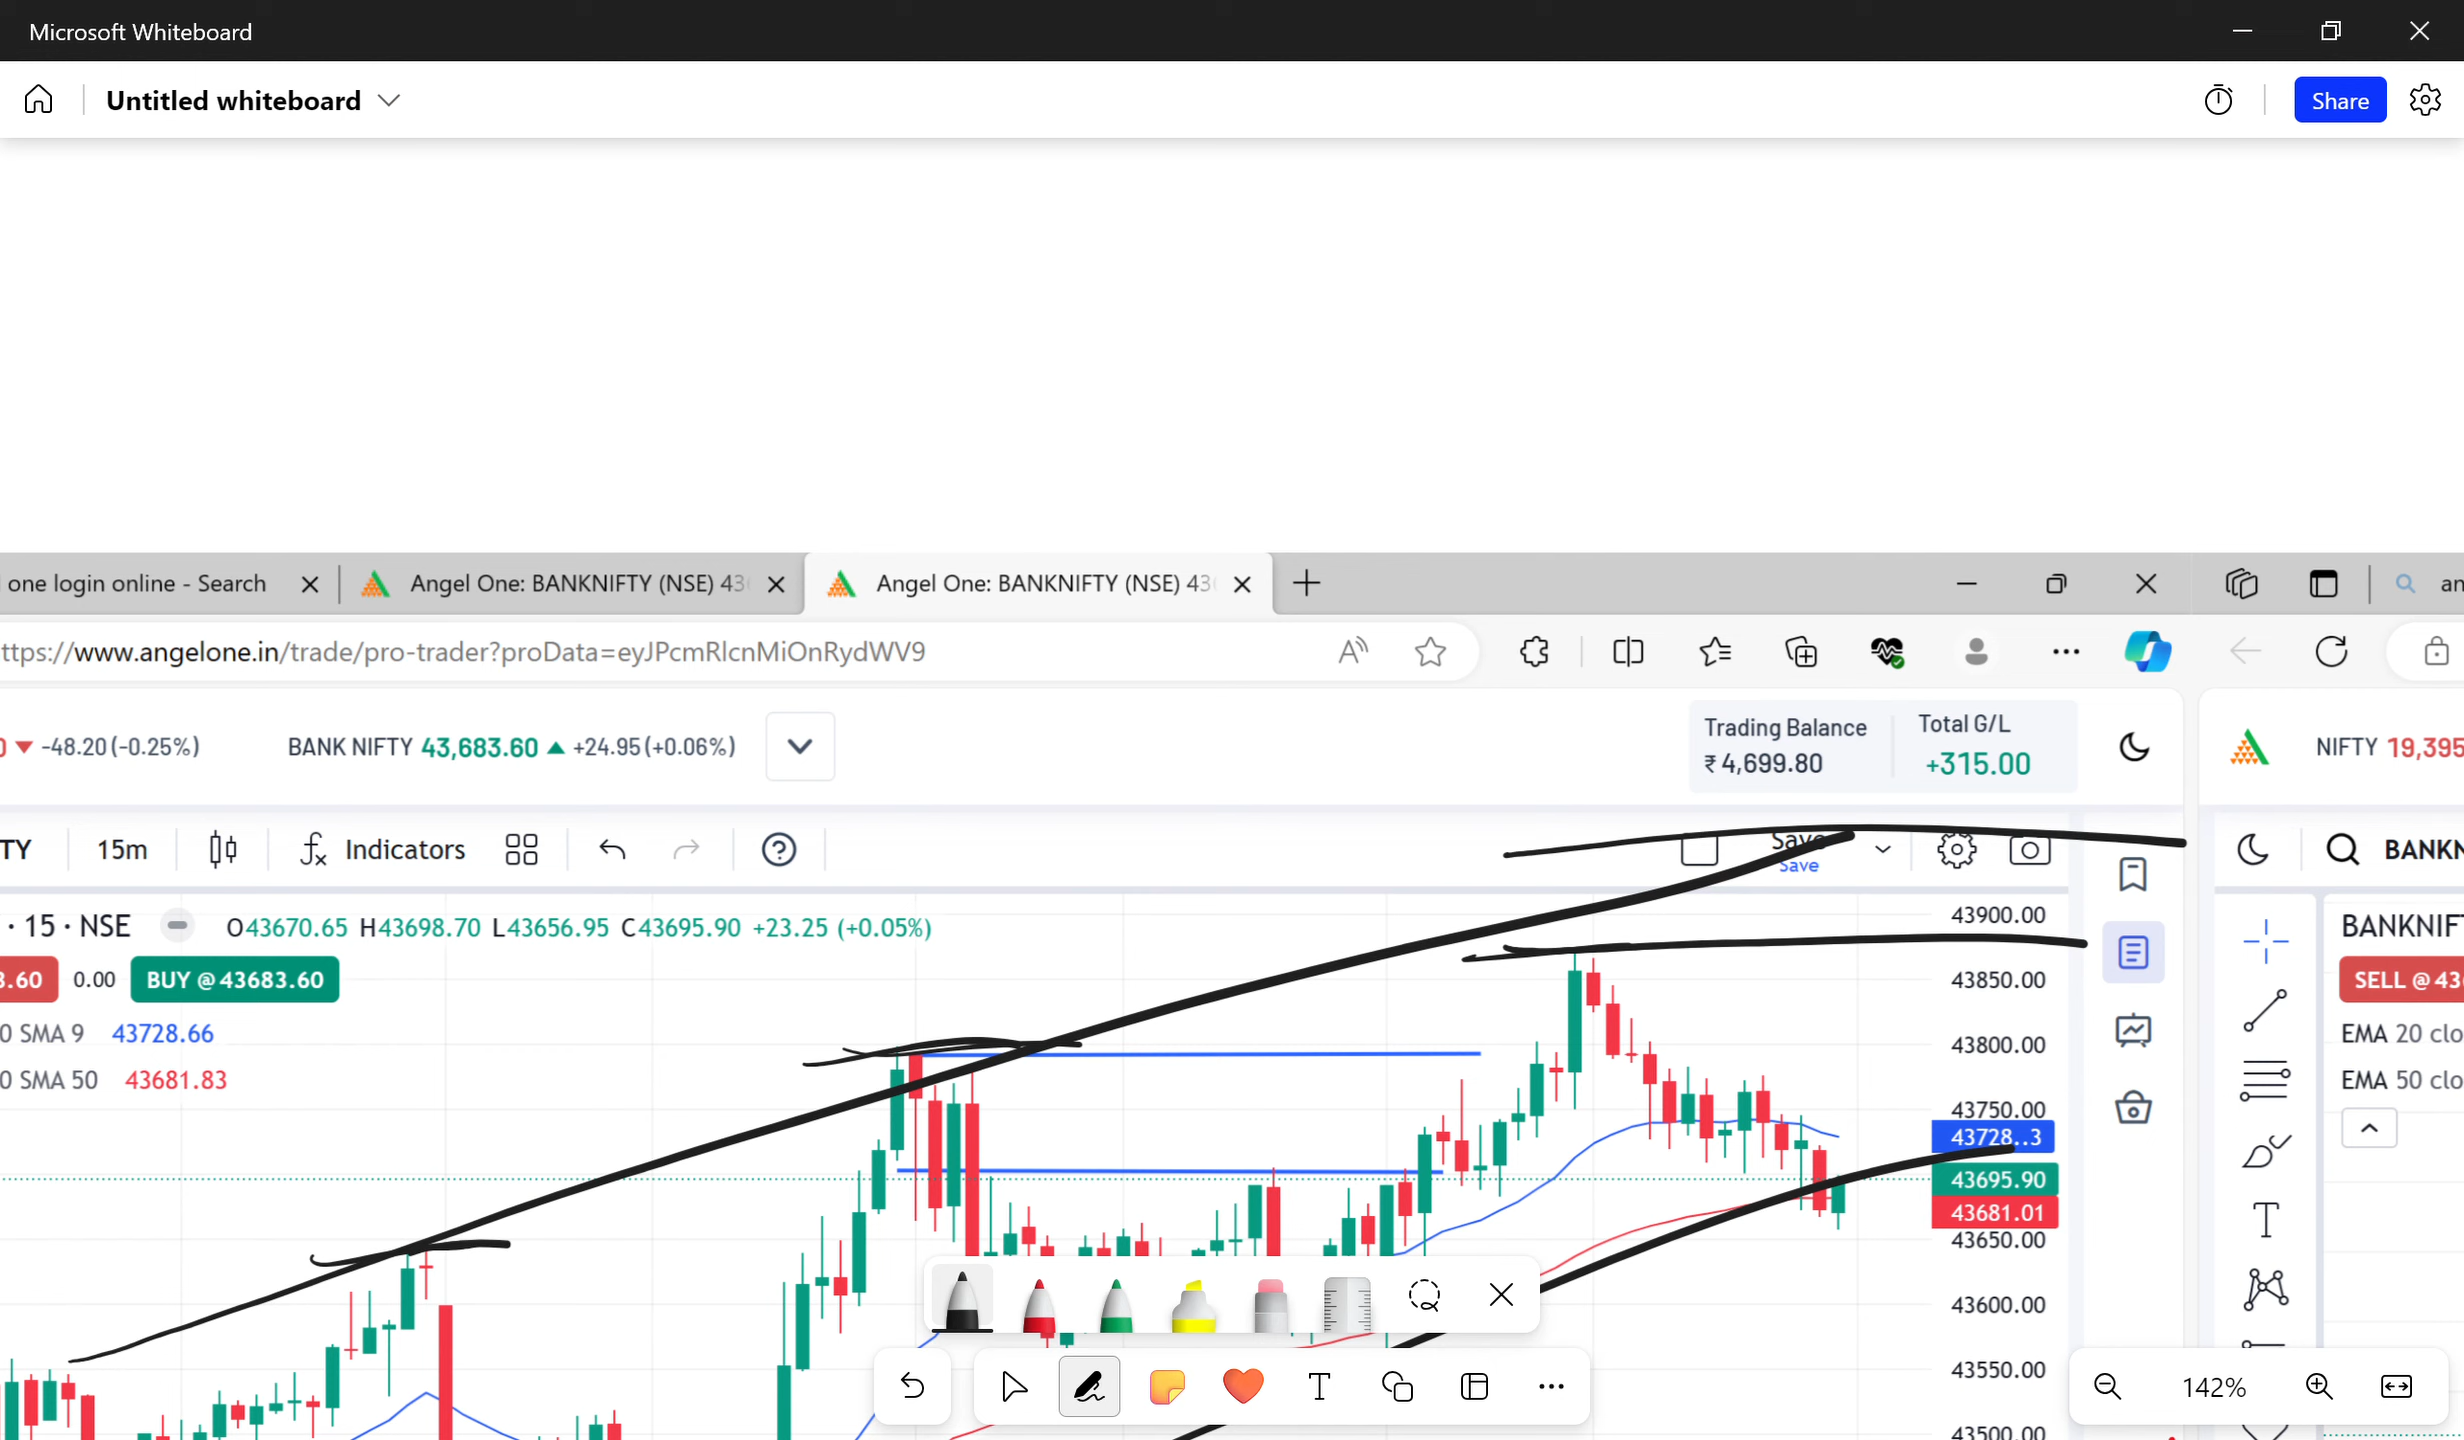 Microsoft Whiteboard
Untitled whiteboard
Share
one login online - Search
Angel One: BANKNIFTY (NSE) 43
Angel One: BANKNIFTY (NSE) 43
an
ttps://www.angelone.in/trade/pro-trader?proData=eyJPcmRlcnMiOnRydWV9
-48.20 (-0.25%)
BANK NIFTY 43,683.60 +24.95 (+0.06%)
Trading Balance
₹ 4,699.80
Total G/L
+315.00
NIFTY 19,395
TY
15m
Indicators
Save
Save
BANKN
· 15 · NSE
O43670.65 H43698.70 L43656.95 C43695.90 +23.25 (+0.05%)
3.60
0.00
BUY @ 43683.60
0 SMA 9 43728.66
0 SMA 50 43681.83
43900.00
43850.00
43800.00
43750.00
43728..3
43695.90
43681.01
43650.00
43600.00
43550.00
43500.00
BANKNIF
SELL @ 43
EMA 20 clo
EMA 50 clo
142%